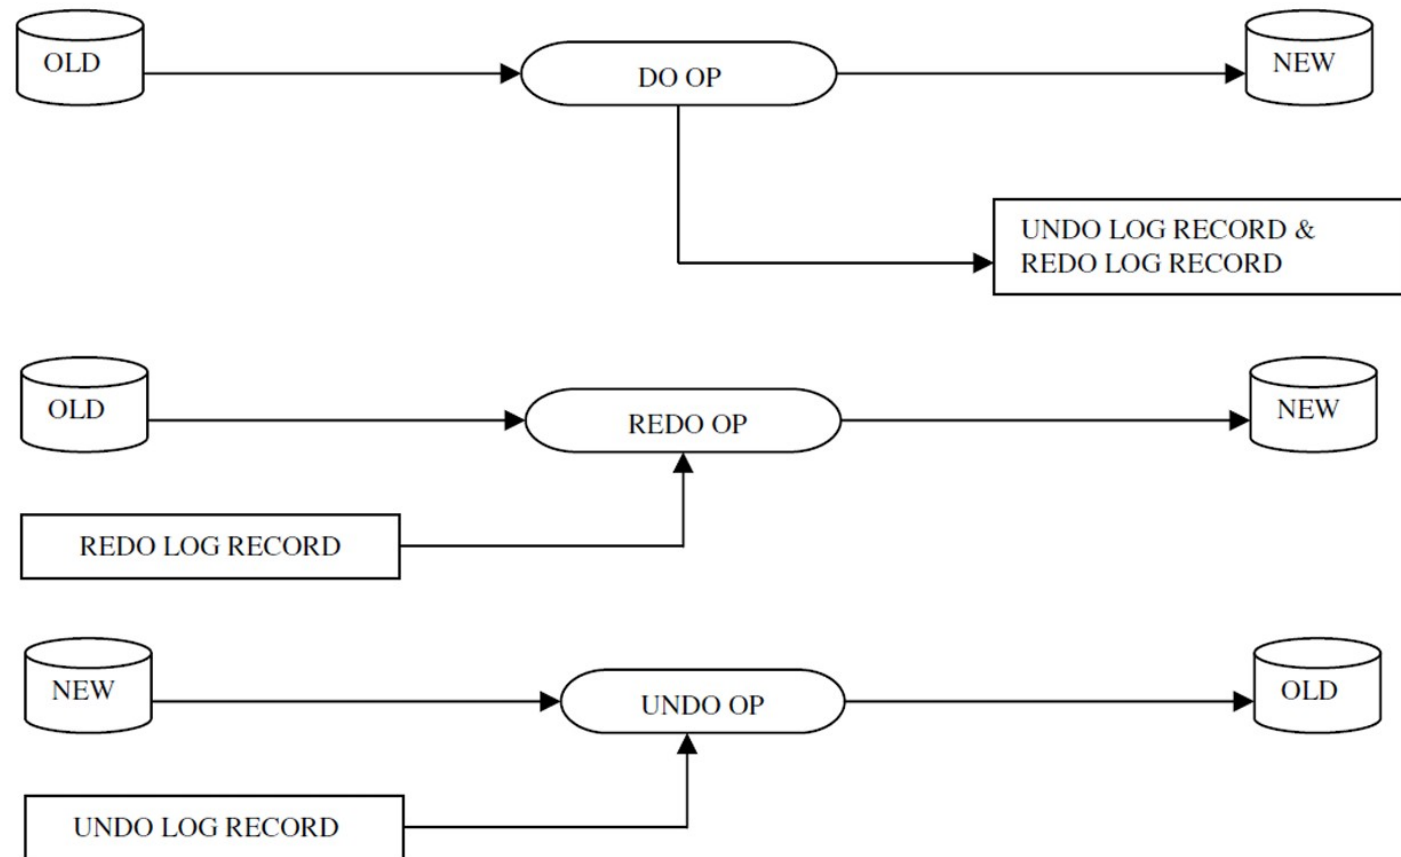 OLD
DO OP
NEW
UNDO LOG RECORD &
REDO LOG RECORD
OLD
REDO OP
NEW
REDO LOG RECORD
NEW
UNDO OP
OLD
UNDO LOG RECORD